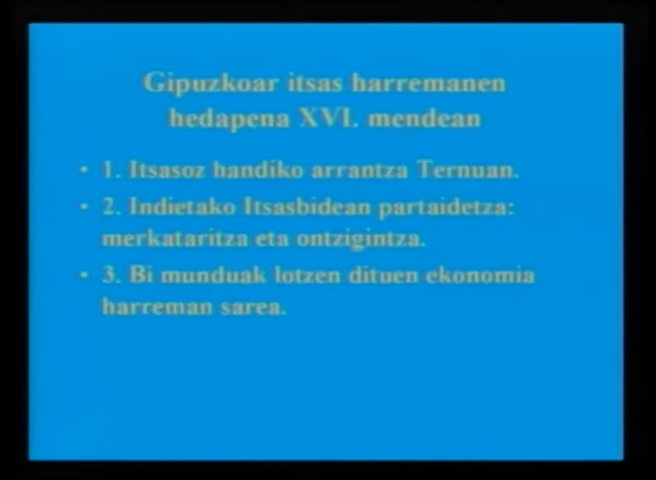 Gipuzkoar itsas harremanen
hedapena XVI. mendean
• 1. Itsasoz handiko arrantza Ternuan.
• 2. Indietako Itsasbidean partaidetza:
merkataritza eta ontzigintza.
• 3. Bi munduak lotzen dituen ekonomia
harreman sarea.